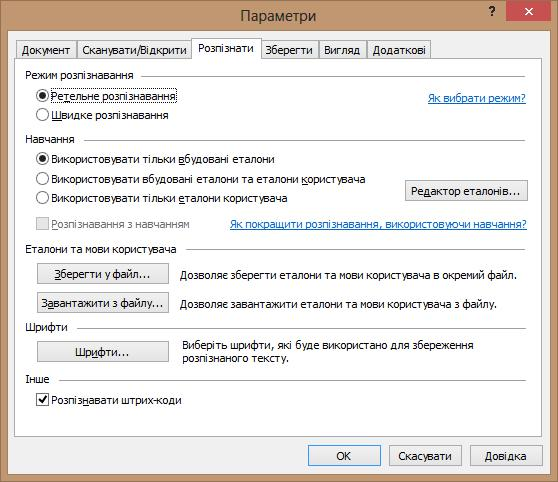 Параметри
Документ Сканувати/Відкрити Розпізнати Зберегти Вигляд Додаткові
Режим розпізнавання
Ретельне розпізнавання Як вибрати режим?
Швидке розпізнавання
Навчання
Використовувати тільки вбудовані еталони
Використовувати вбудовані еталони та еталони користувача
Використовувати тільки еталони користувача Редактор еталонів...
Розпізнавання з навчанням Як покращити розпізнавання, використовуючи навчання?
Еталони та мови користувача
Зберегти у файл... Дозволяє зберегти еталони та мови користувача в окремий файл.
Завантажити з файлу... Дозволяє завантажити еталони та мови користувача з файлу.
Шрифти
Шрифти... Виберіть шрифти, які буде використано для збереження
розпізнаного тексту.
Інше
Розпізнавати штрих-коди
ОК Скасувати Довідка